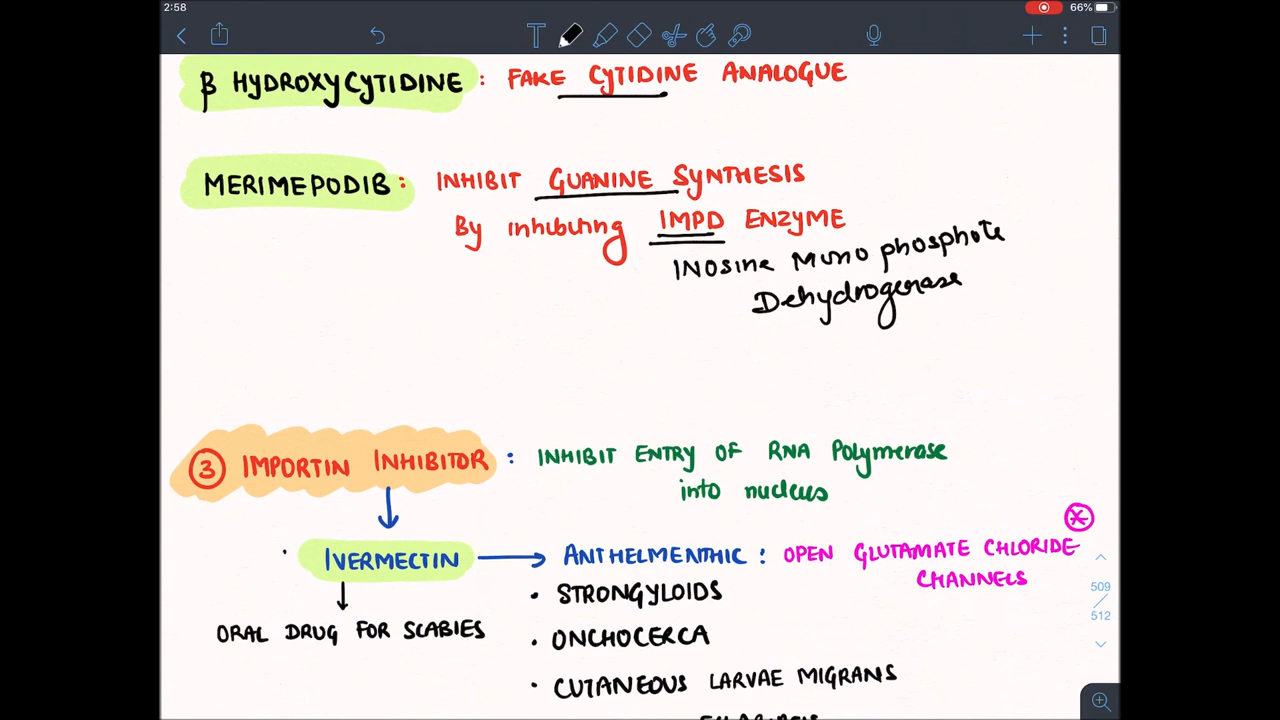 2:58
66%
β HYDROXYCYTIDINE : FAKE CYTIDINE ANALOGUE
MERIMEPODIB : INHIBIT GUANINE SYNTHESIS
By inhibiting IMPD ENZYME
INOSINE MONO phosphate
Dehydrogenase
3 IMPORTIN INHIBITOR : INHIBIT ENTRY OF RNA Polymerase
into nucleus
IVERMECTIN → ANTHELMENTHIC : OPEN GLUTAMATE CHLORIDE
CHANNELS
509
512
ORAL DRUG FOR SCABIES
• STRONGYLOIDS
• ONCHOCERCA
• CUTANEOUS LARVAE MIGRANS